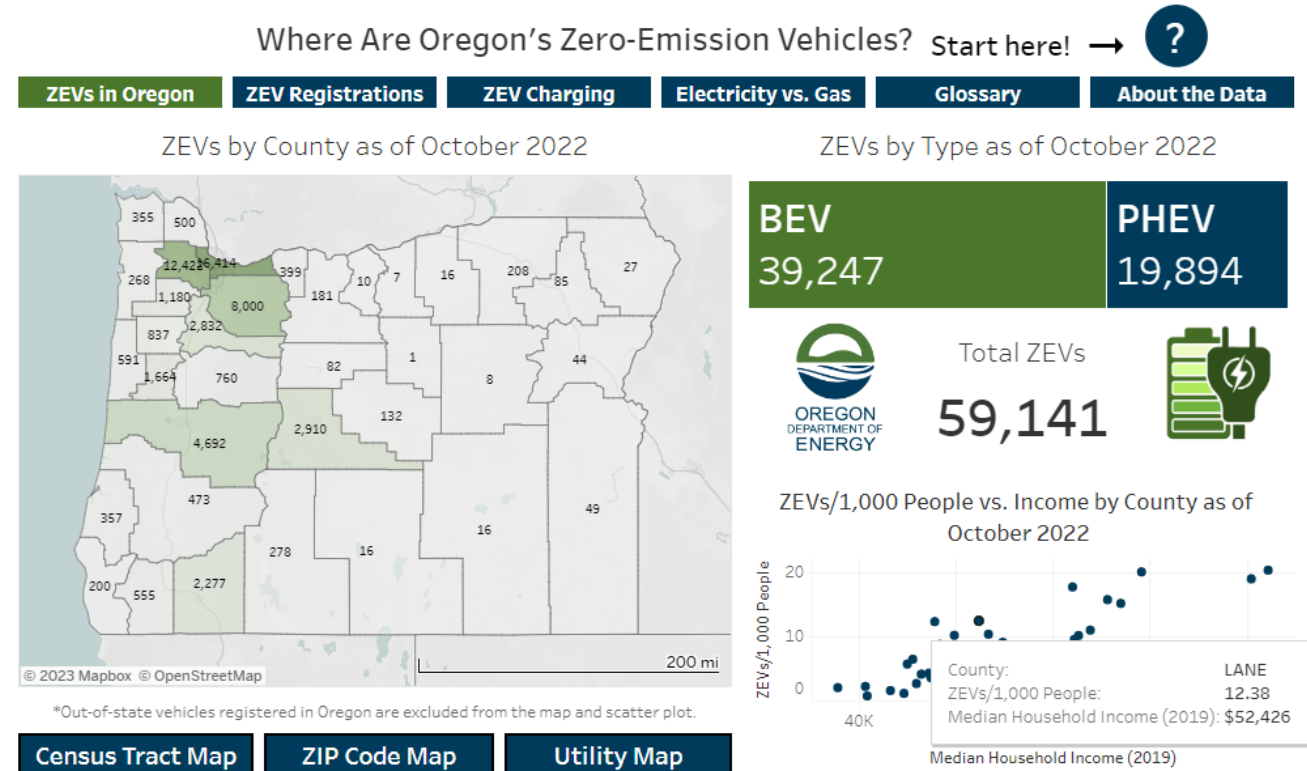 Where Are Oregon's Zero-Emission Vehicles? Start here! → ?
ZEVs in Oregon
ZEV Registrations
ZEV Charging
Electricity vs. Gas
Glossary
About the Data
ZEVs by County as of October 2022
355
500
12,422
16,414
399
268
1,180
8,000
181
10
7
16
208
85
27
837
2,832
591
1,664
760
82
1
8
44
4,692
2,910
132
473
357
278
16
16
49
200
555
2,277
200 mi
© 2023 Mapbox © OpenStreetMap
*Out-of-state vehicles registered in Oregon are excluded from the map and scatter plot.
Census Tract Map
ZIP Code Map
Utility Map
ZEVs by Type as of October 2022
BEV
39,247
PHEV
19,894
OREGON
DEPARTMENT OF
ENERGY
Total ZEVs
59,141
ZEVs/1,000 People vs. Income by County as of
October 2022
ZEVs/1,000 People
20
10
0
40K
County: LANE
ZEVs/1,000 People: 12.38
Median Household Income (2019): $52,426
Median Household Income (2019)